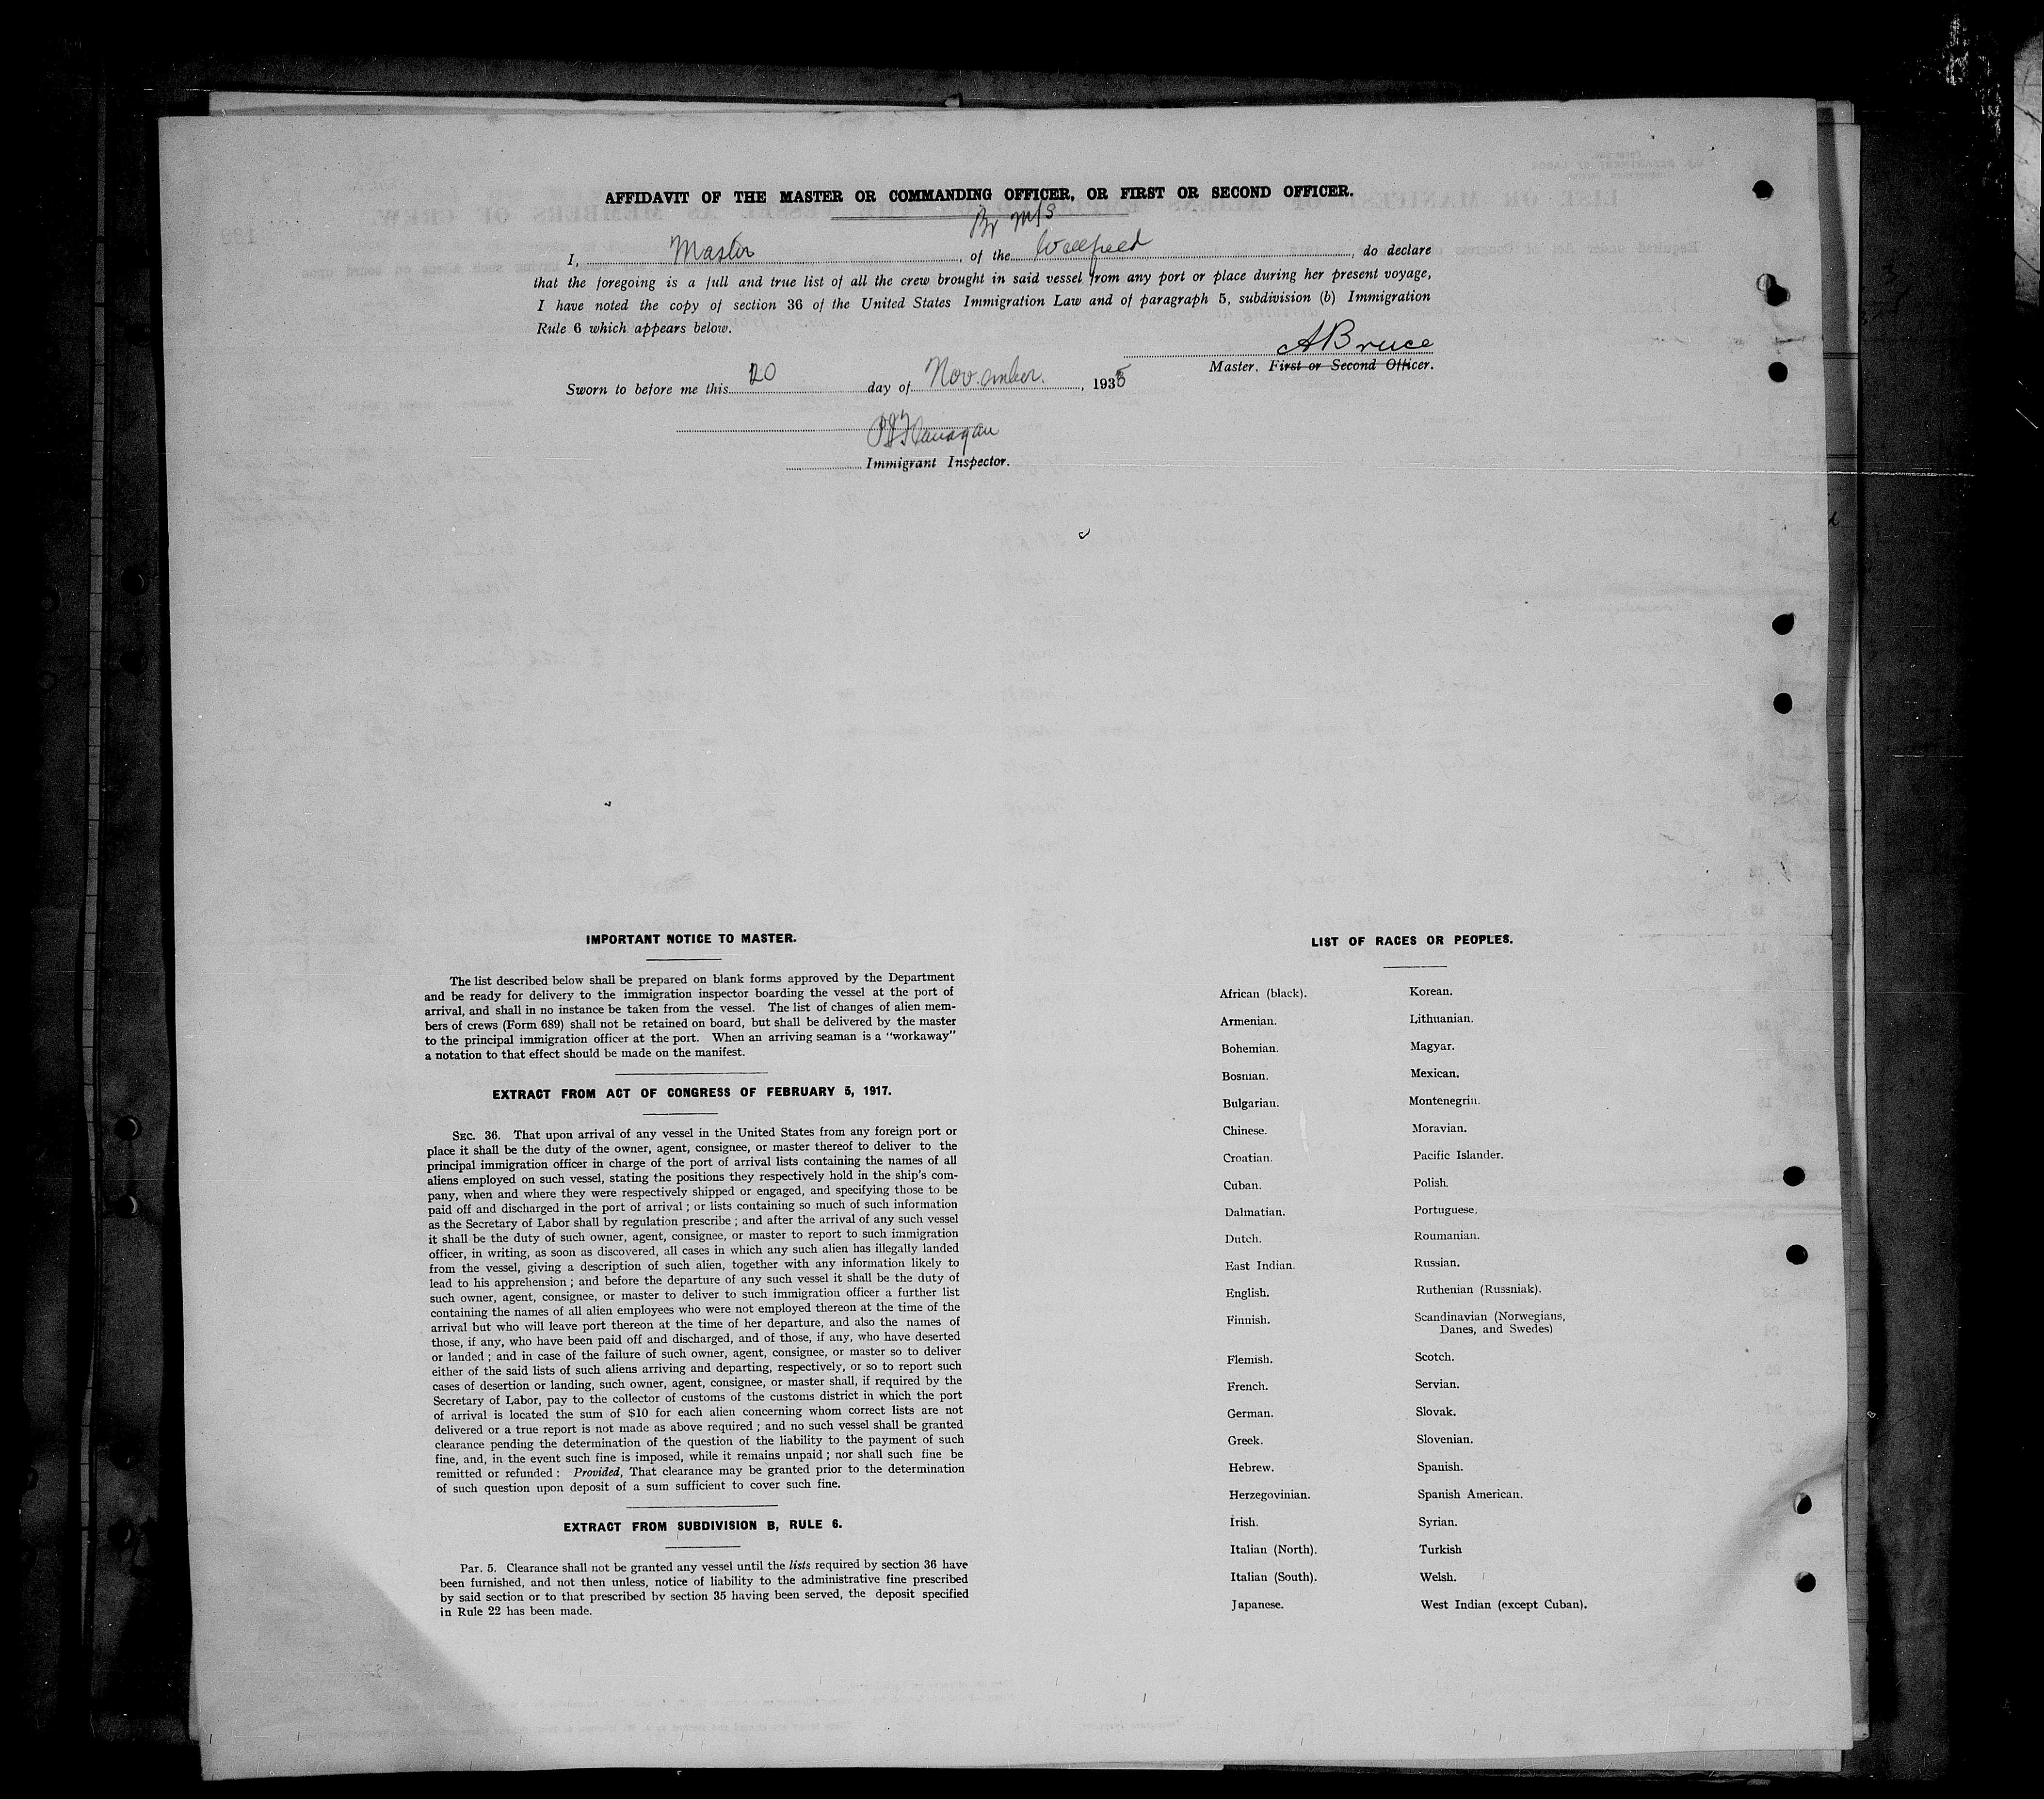 AFFIDAVIT OF THE MASTER OR COMMANDING OFFICER, OR FIRST OR SECOND OFFICER.
Br M/S
I, Master, of the Wellfield, do declare
that the foregoing is a full and true list of all the crew brought in said vessel from any port or place during her present voyage,
I have noted the copy of section 36 of the United States Immigration Law and of paragraph 5, subdivision (b) Immigration
Rule 6 which appears below.
A Bruce
Master, First or Second Officer.
Sworn to before me this 20 day of November, 1935
Flanagan
Immigrant Inspector.
IMPORTANT NOTICE TO MASTER.
The list described below shall be prepared on blank forms approved by the Department
and be ready for delivery to the immigration inspector boarding the vessel at the port of
arrival, and shall in no instance be taken from the vessel. The list of changes of alien mem-
bers of crews (Form 689) shall not be retained on board, but shall be delivered by the master
to the principal immigration officer at the port. When an arriving seaman is a "workaway"
a notation to that effect should be made on the manifest.
EXTRACT FROM ACT OF CONGRESS OF FEBRUARY 5, 1917.
SEC. 36. That upon arrival of any vessel in the United States from any foreign port or
place it shall be the duty of the owner, agent, consignee, or master thereof to deliver to the
principal immigration officer in charge of the port of arrival lists containing the names of all
aliens employed on such vessel, stating the positions they respectively hold in the ship's com-
pany, when and where they were respectively shipped or engaged, and specifying those to be
paid off and discharged in the port of arrival; or lists containing so much of such information
as the Secretary of Labor shall by regulation prescribe; and after the arrival of any such vessel
it shall be the duty of such owner, agent, consignee, or master to report to such immigration
officer, in writing, as soon as discovered, all cases in which any such alien has illegally landed
from the vessel, giving a description of such alien, together with any information likely to
lead to his apprehension; and before the departure of any such vessel it shall be the duty of
such owner, agent, consignee, or master to deliver to such immigration officer a further list
containing the names of all alien employees who were not employed thereon at the time of the
arrival but who will leave port thereon at the time of her departure, and also the names of
those, if any, who have been paid off and discharged, and of those, if any, who have deserted
or landed; and in case of the failure of such owner, agent, consignee, or master so to deliver
either of the said lists of such aliens arriving and departing, respectively, or so to report such
cases of desertion or landing, such owner, agent, consignee, or master shall, if required by the
Secretary of Labor, pay to the collector of customs of the customs district in which the port
of arrival is located the sum of $10 for each alien concerning whom correct lists are not
delivered or a true report is not made as above required; and no such vessel shall be granted
clearance pending the determination of the question of the liability to the payment of such
fine, and, in the event such fine is imposed, while it remains unpaid; nor shall such fine be
remitted or refunded: Provided, That clearance may be granted prior to the determination
of such question upon deposit of a sum sufficient to cover such fine.
EXTRACT FROM SUBDIVISION B, RULE 6.
Par. 5. Clearance shall not be granted any vessel until the lists required by section 36 have
been furnished, and not then unless, notice of liability to the administrative fine prescribed
by said section or to that prescribed by section 35 having been served, the deposit specified
in Rule 22 has been made.
LIST OF RACES OR PEOPLES.
African (black).
Armenian.
Bohemian.
Bosnian.
Bulgarian.
Chinese.
Croatian.
Cuban.
Dalmatian.
Dutch.
East Indian.
English.
Finnish.
Flemish.
French.
German.
Greek.
Hebrew.
Herzegovinian.
Irish.
Italian (North).
Italian (South).
Japanese.
Korean.
Lithuanian.
Magyar.
Mexican.
Montenegrin.
Moravian.
Pacific Islander.
Polish.
Portuguese.
Roumanian.
Russian.
Ruthenian (Russniak).
Scandinavian (Norwegians,
Danes, and Swedes)
Scotch.
Servian.
Slovak.
Slovenian.
Spanish.
Spanish American.
Syrian.
Turkish
Welsh.
West Indian (except Cuban).